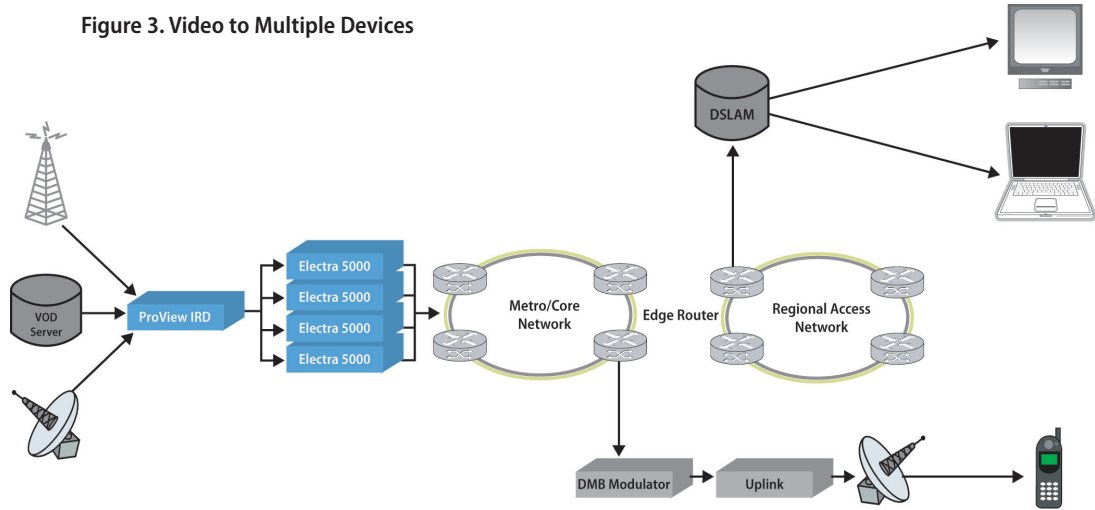 Figure 3. Video to Multiple Devices
DSLAM
VOD
Server
ProView IRD
Electra 5000
Electra 5000
Electra 5000
Electra 5000
Metro/Core
Network
Edge Router
Regional Access
Network
DMB Modulator
Uplink